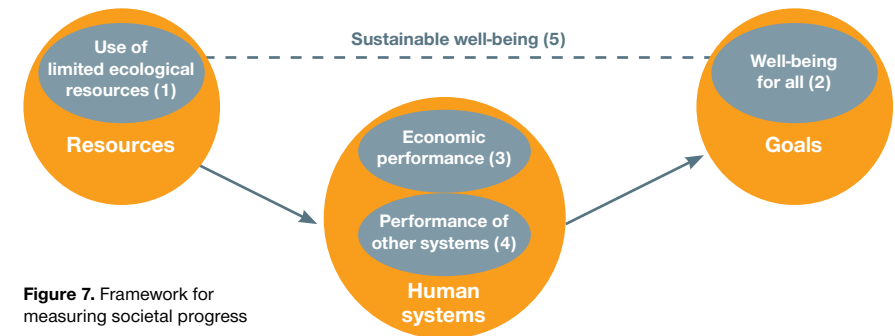 Use of
limited ecological
resources (1)
Resources
Sustainable well-being (5)
Well-being
for all (2)
Goals
Economic
performance (3)
Performance of
other systems (4)
Human
systems
Figure 7. Framework for
measuring societal progress